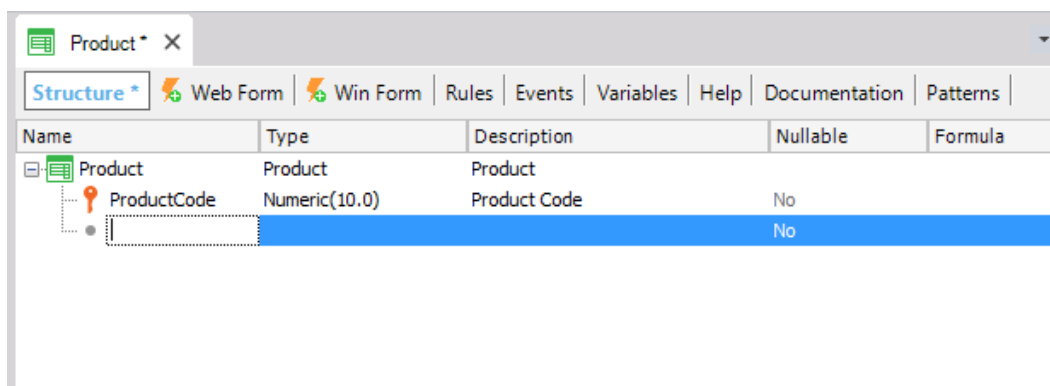 Product *
Structure * Web Form Win Form Rules Events Variables Help Documentation Patterns
Name Type Description Nullable Formula
Product Product Product
ProductCode Numeric(10.0) Product Code No
No